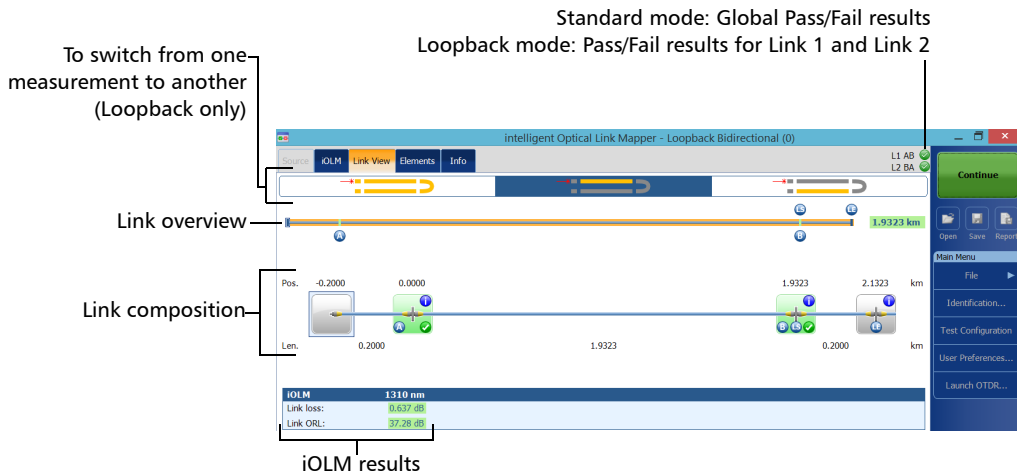 Standard mode: Global Pass/Fail results
Loopback mode: Pass/Fail results for Link 1 and Link 2
To switch from one
measurement to another
(Loopback only)
intelligent Optical Link Mapper - Loopback Bidirectional (0)
Source iOLM Link View Elements Info
L1 AB
L2 BA
Continue
Link overview
LS LE
1.9323 km
A B
Open Save Report
Main Menu
File
Identification...
Test Configuration
User Preferences...
Launch OTDR...
Link composition
Pos. -0.2000 0.0000 1.9323 2.1323 km
A B LS LE
Len. 0.2000 1.9323 0.2000 km
iOLM 1310 nm
Link loss: 0.637 dB
Link ORL: 37.28 dB
iOLM results